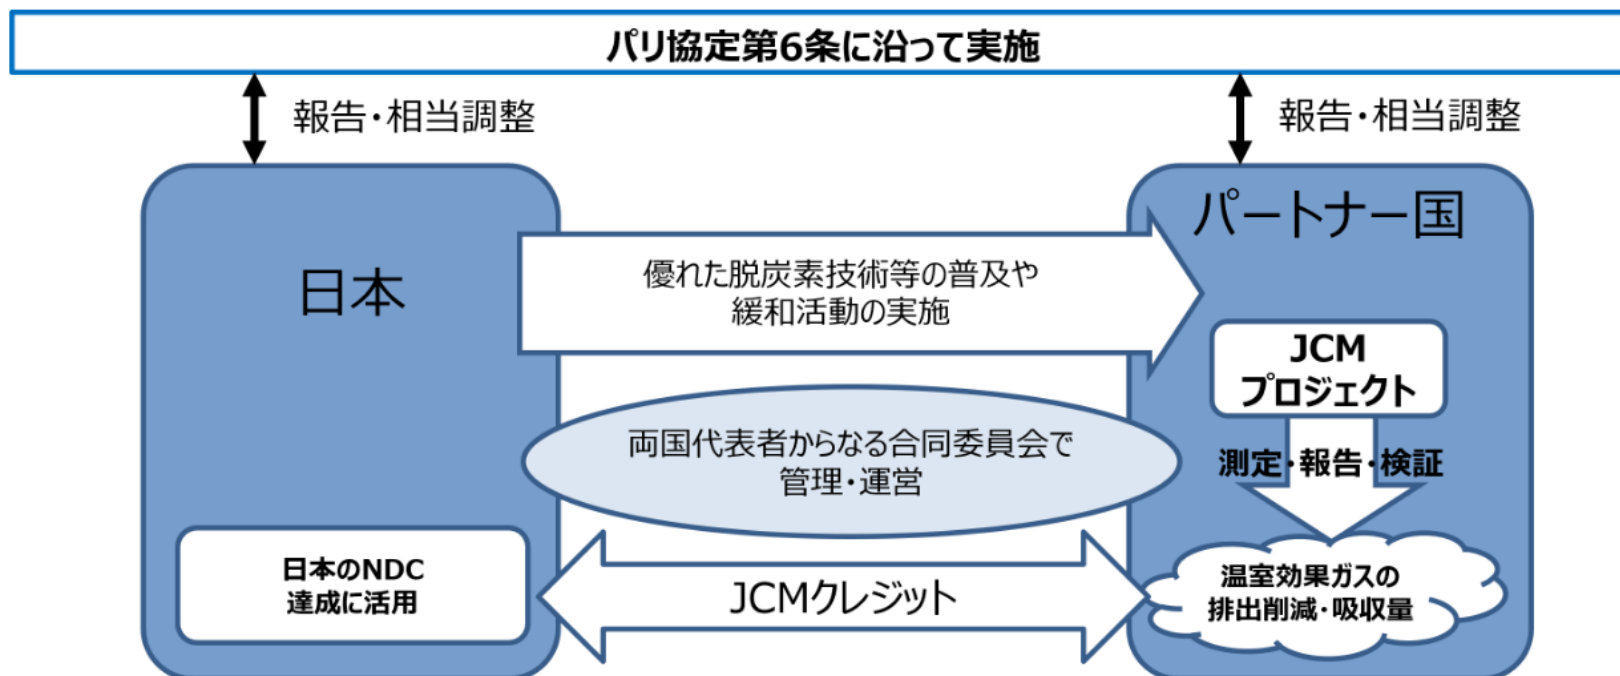 パリ協定第6条に沿って実施
報告・相当調整
報告・相当調整
日本
パートナー国
優れた脱炭素技術等の普及や
緩和活動の実施
JCM
プロジェクト
両国代表者からなる合同委員会で
管理・運営
測定・報告・検証
日本のNDC
達成に活用
JCMクレジット
温室効果ガスの
排出削減・吸収量